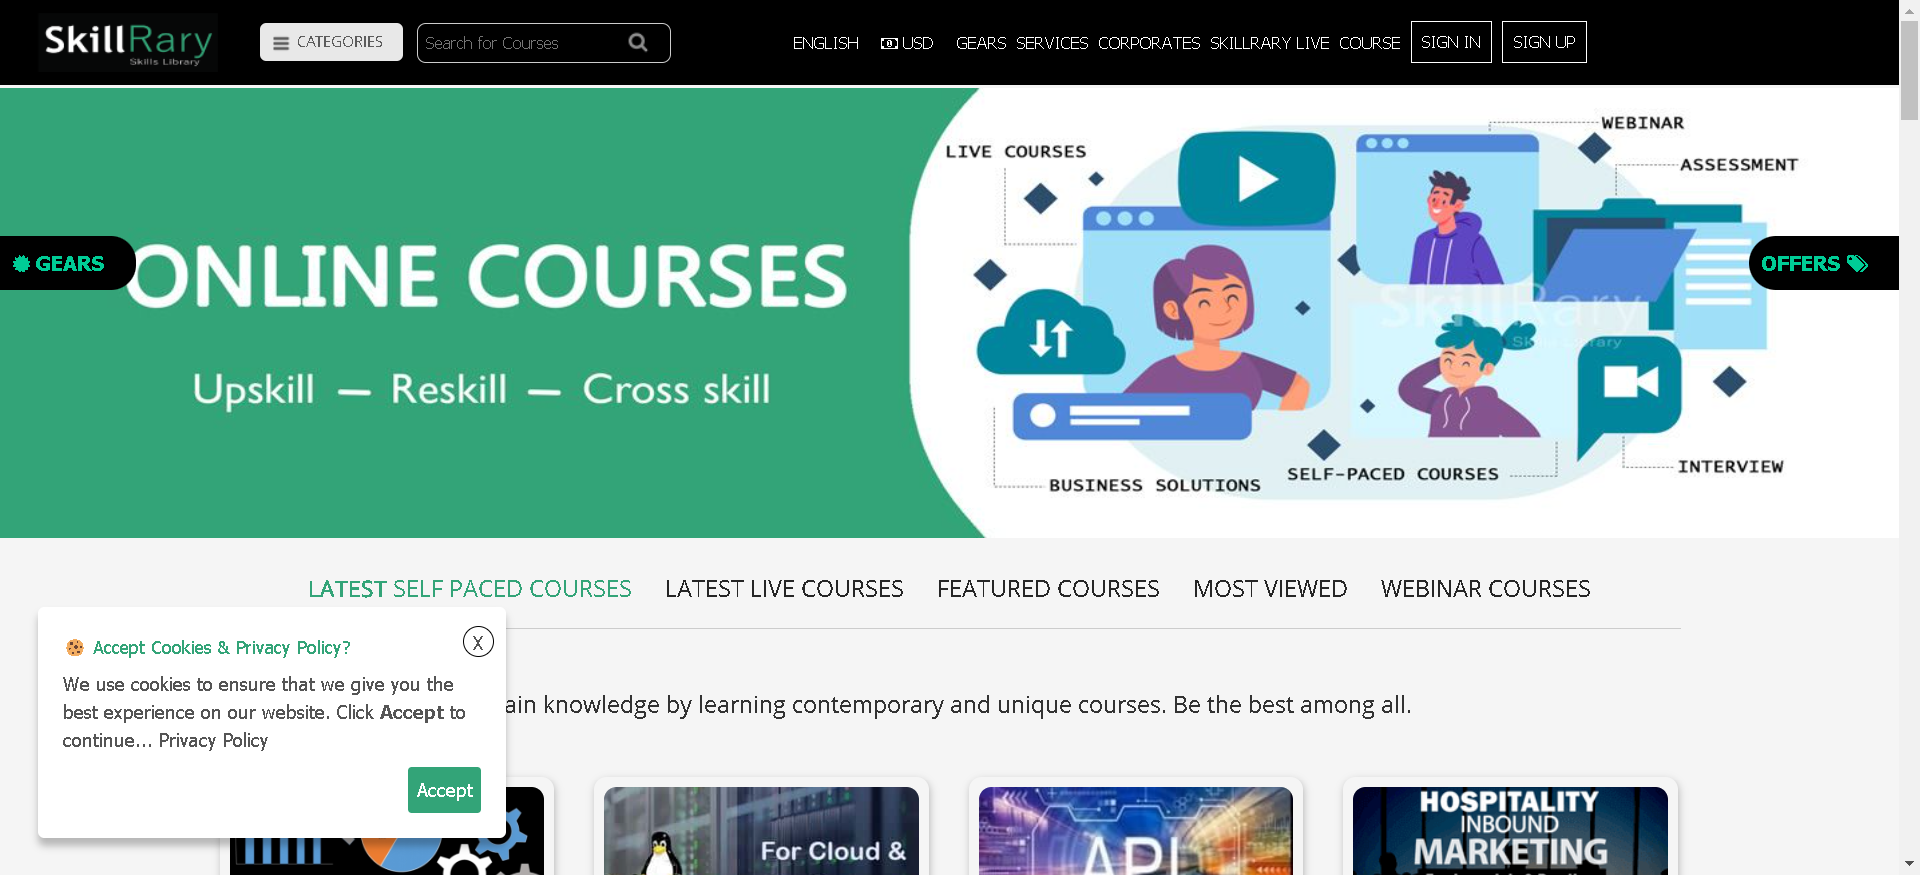 SkillRary
Skills Library
CATEGORIES
Search for Courses
ENGLISH USD GEARS SERVICES CORPORATES SKILLRARY LIVE COURSE SIGN IN SIGN UP
WEBINAR
LIVE COURSES
ASSESSMENT
GEARS
ONLINE COURSES
OFFERS
SkillRary
Skills Library
Upskill — Reskill — Cross skill
INTERVIEW
SELF-PACED COURSES
BUSINESS SOLUTIONS
LATEST SELF PACED COURSES LATEST LIVE COURSES FEATURED COURSES MOST VIEWED WEBINAR COURSES
Accept Cookies & Privacy Policy?
X
We use cookies to ensure that we give you the
best experience on our website. Click Accept to
continue... Privacy Policy
Accept
ain knowledge by learning contemporary and unique courses. Be the best among all.
For Cloud &
API
HOSPITALITY
INBOUND
MARKETING